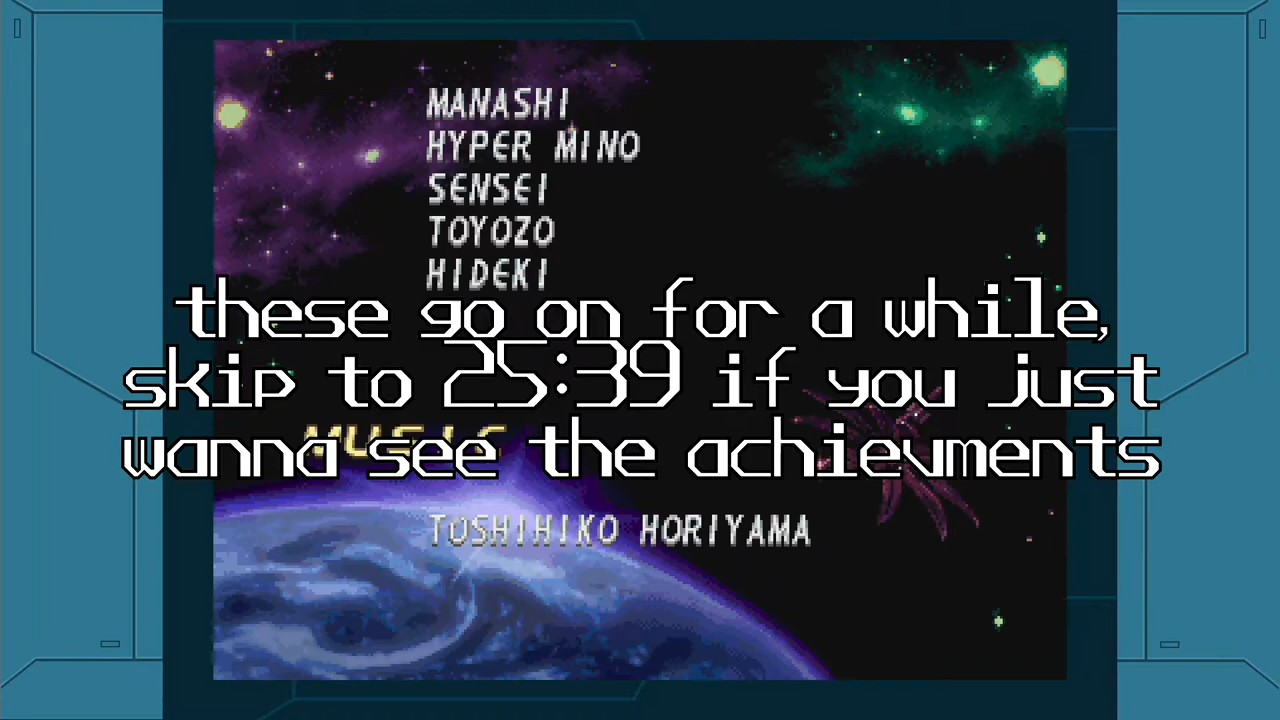 MANASHI
HYPER MINO
SENSEI
TOYOZO
HIDEKI
these go on for a while,
skip to 25:39 if you just
MUSIC
wanna see the achievments
TOSHIHIKO HORIYAMA